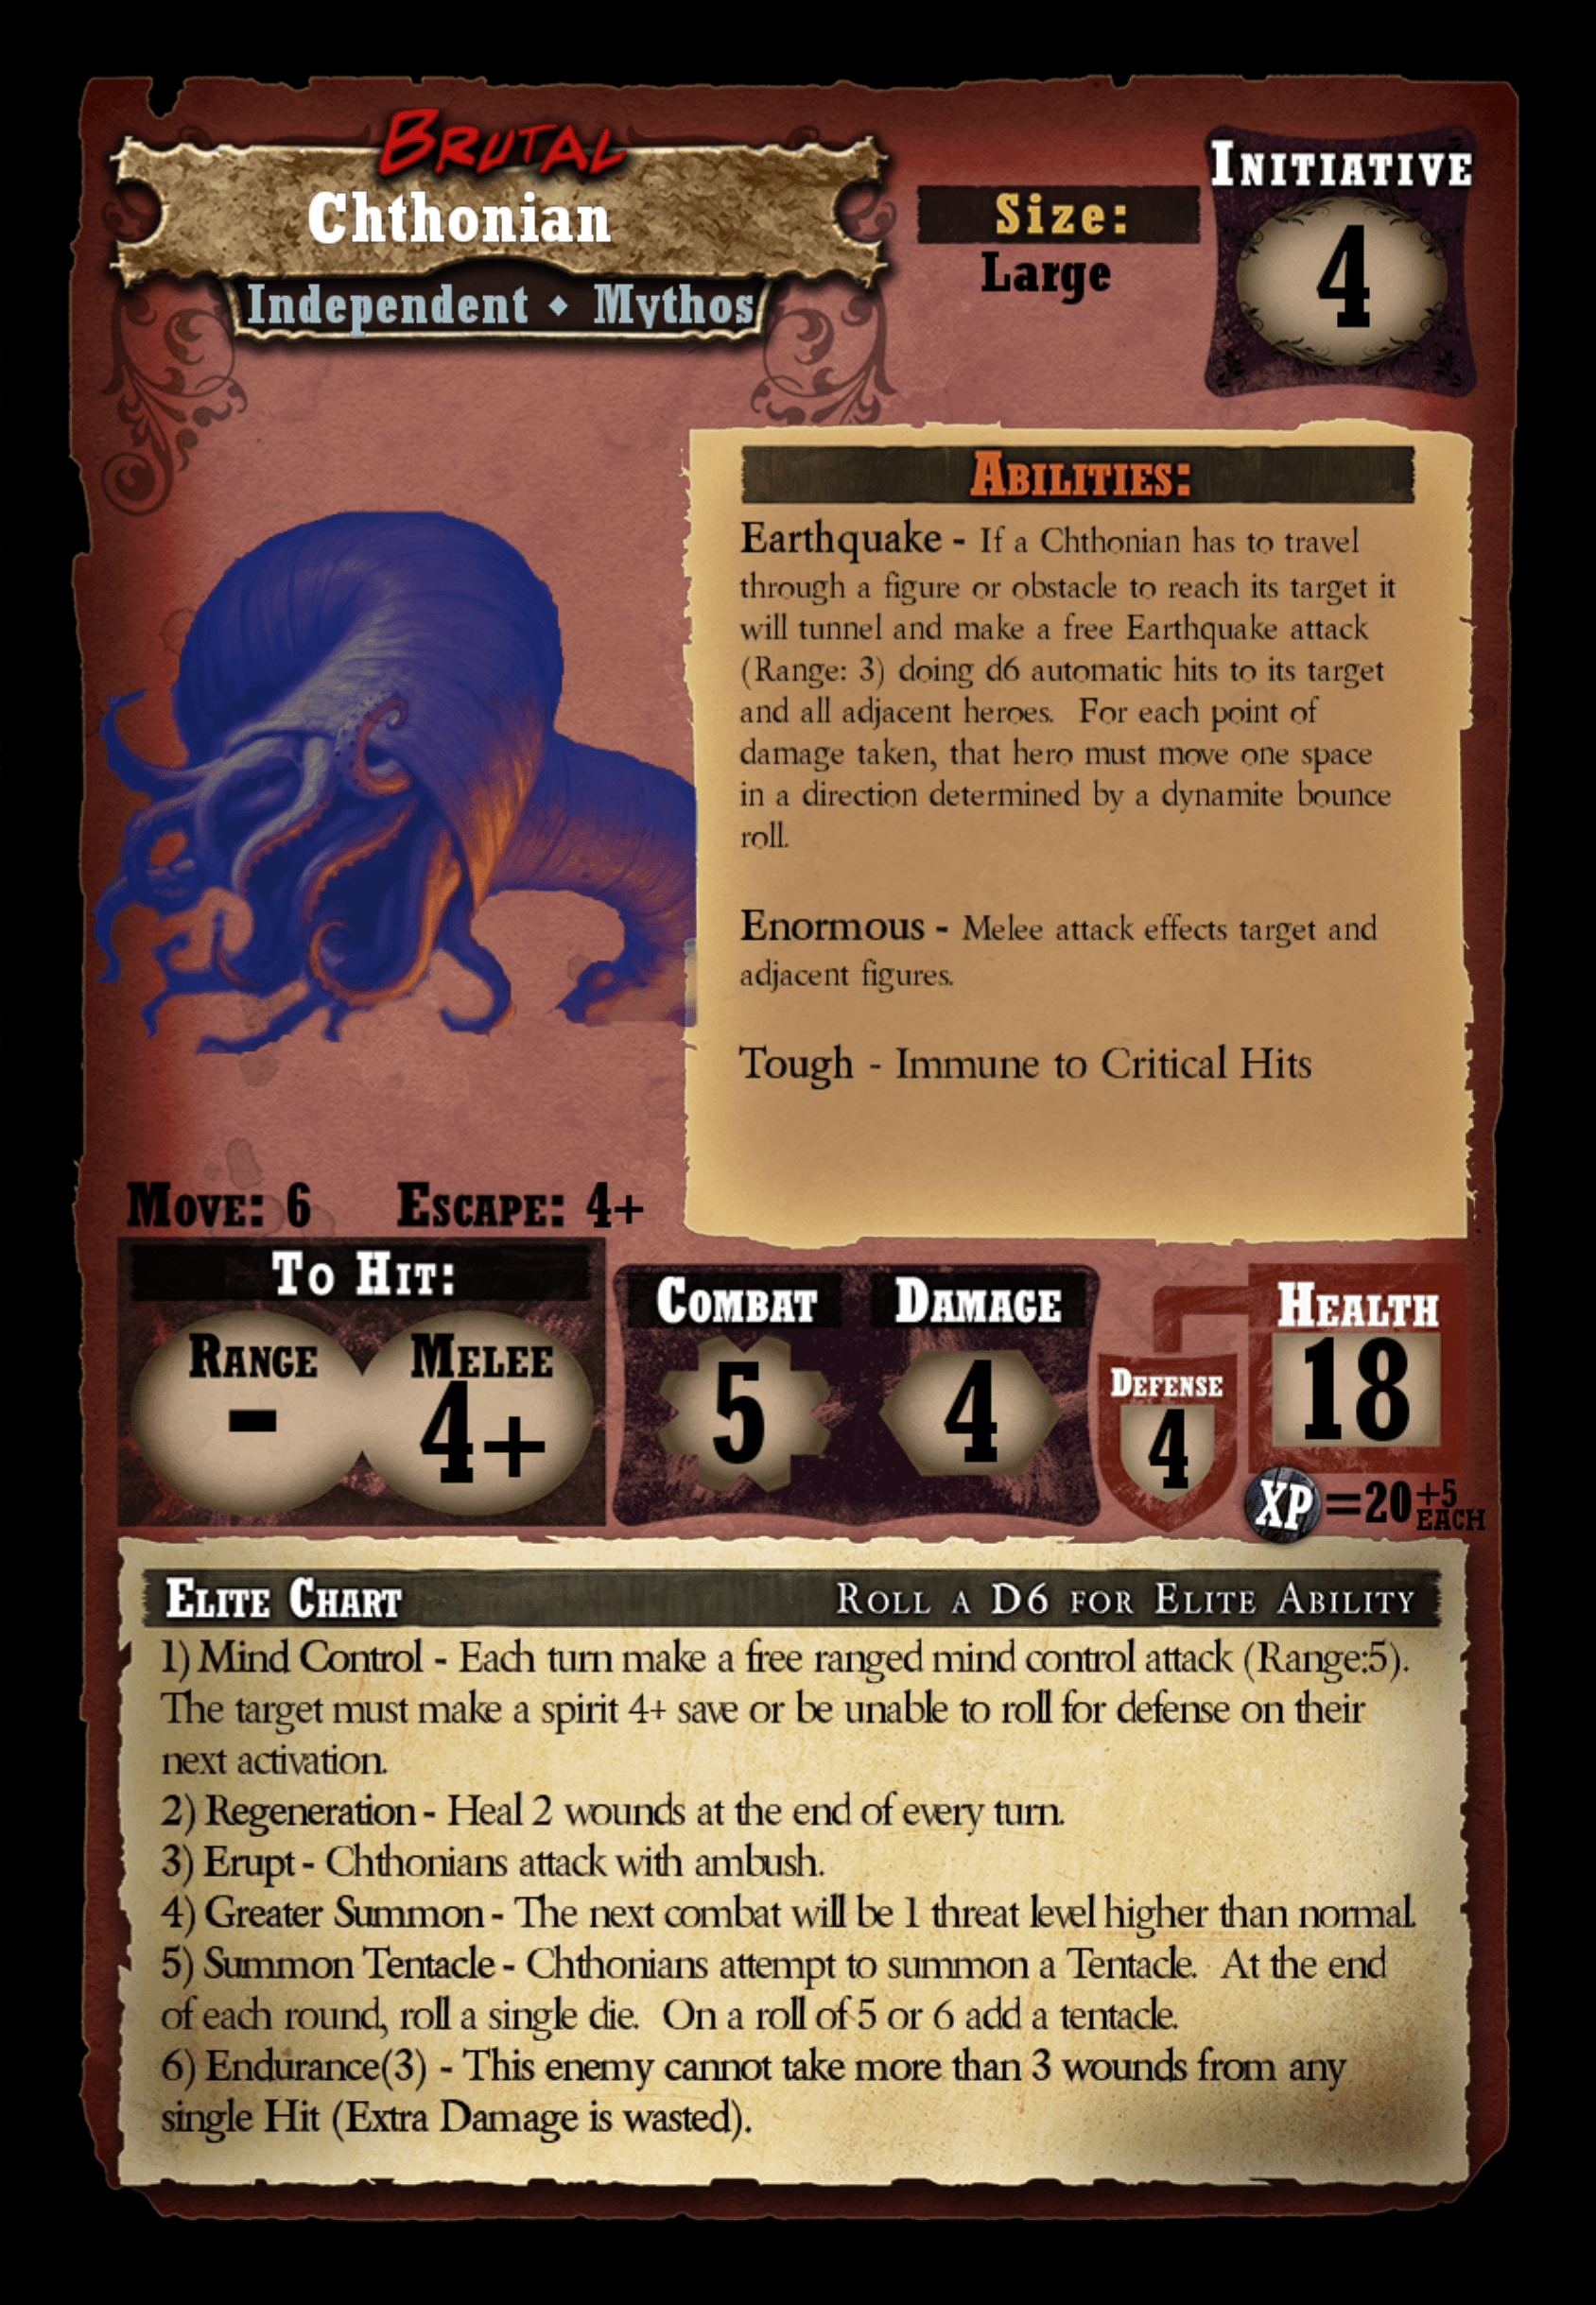 BRUTAL
Chthonian
Independent • Mythos
Size:
Large
INITIATIVE
4
ABILITIES:
Earthquake - If a Chthonian has to travel
through a figure or obstacle to reach its target it
will tunnel and make a free Earthquake attack
(Range: 3) doing d6 automatic hits to its target
and all adjacent heroes. For each point of
damage taken, that hero must move one space
in a direction determined by a dynamite bounce
roll.
Enormous - Melee attack effects target and
adjacent figures.
Tough - Immune to Critical Hits
MOVE: 6 ESCAPE: 4+
TO HIT:
RANGE
-
MELEE
4+
COMBAT
5
DAMAGE
4
DEFENSE
4
HEALTH
18
XP =20 +5 EACH
ELITE CHART ROLL A D6 FOR ELITE ABILITY
1) Mind Control - Each turn make a free ranged mind control attack (Range:5).
The target must make a spirit 4+ save or be unable to roll for defense on their
next activation.
2) Regeneration - Heal 2 wounds at the end of every turn.
3) Erupt - Chthonians attack with ambush.
4) Greater Summon - The next combat will be 1 threat level higher than normal.
5) Summon Tentacle - Chthonians attempt to summon a Tentacle. At the end
of each round, roll a single die. On a roll of 5 or 6 add a tentacle.
6) Endurance(3) - This enemy cannot take more than 3 wounds from any
single Hit (Extra Damage is wasted).